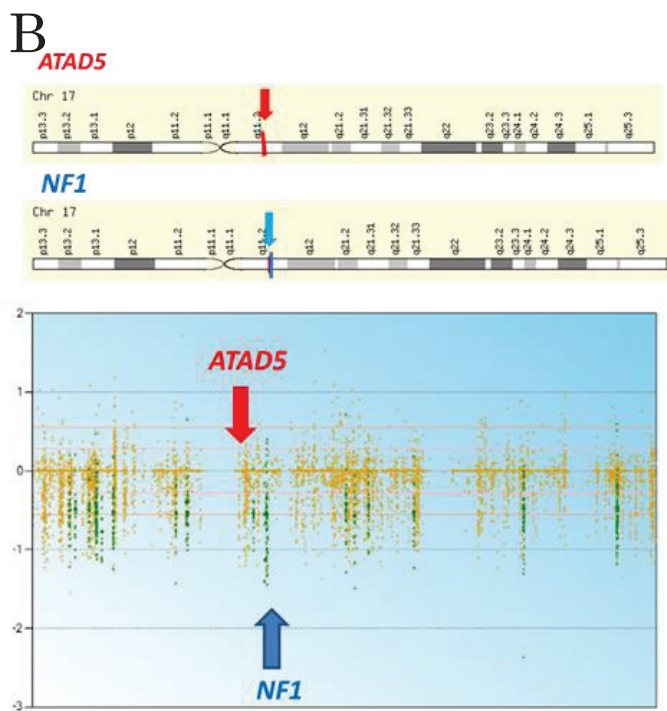 B
ATAD5
Chr 17
p13.3 p13.2 p13.1 p12 p11.2 p11.1 q11.1 q11.2 q12 q21.2 q21.31 q21.32 q21.33 q22 q23.2 q23.3 q24.1 q24.2 q24.3 q25.1 q25.3
NF1
Chr 17
p13.3 p13.2 p13.1 p12 p11.2 p11.1 q11.1 q11.2 q12 q21.2 q21.31 q21.32 q21.33 q22 q23.2 q23.3 q24.1 q24.2 q24.3 q25.1 q25.3
2
ATAD5
1
0
-1
-2
NF1
-3